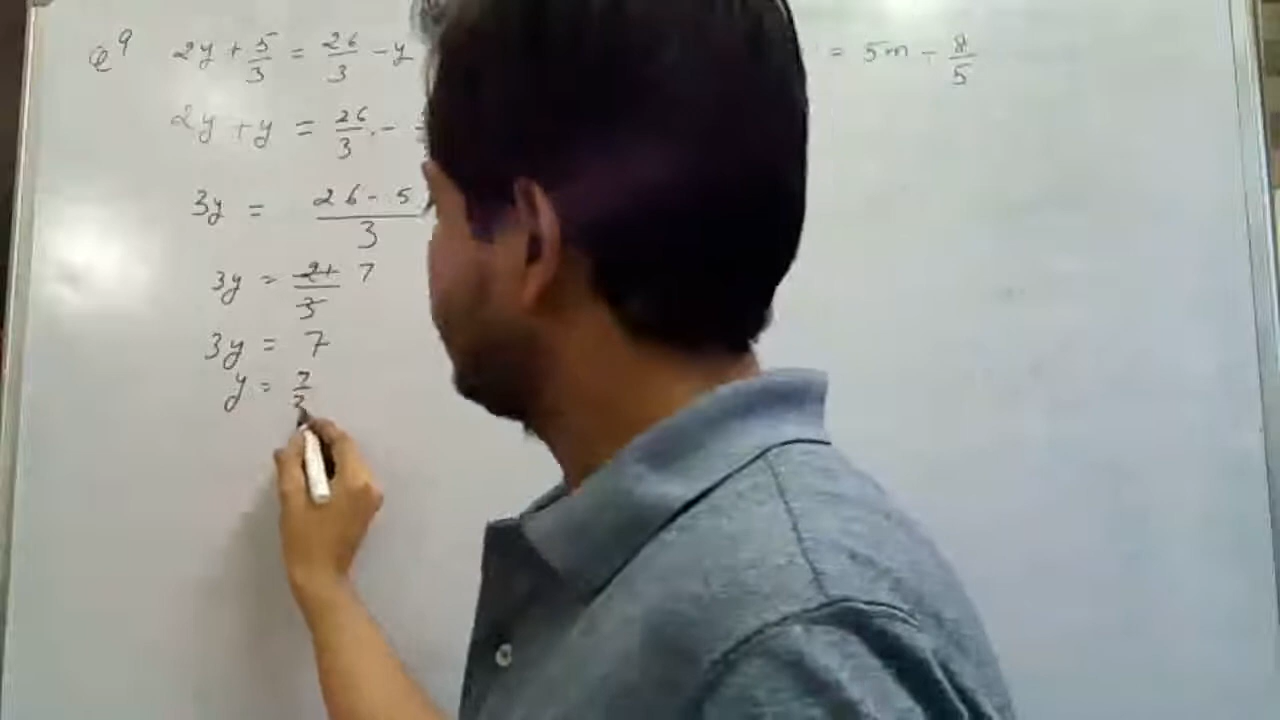 Q9 2y + 5/3 = 26/3 - y
2y + y = 26/3 -
3y = 26 - 5 / 3
3y = 21/3 7
3y = 7
y = 7/3
= 5m - 8/5